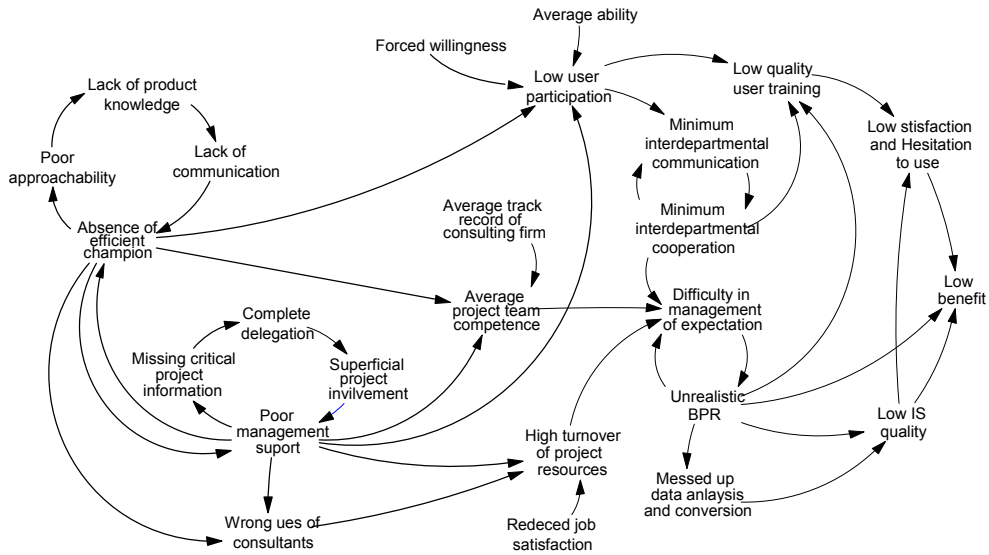 Average ability
Forced willingness
Low user
participation
Low quality
user training
Lack of product
knowledge
Lack of
communication
Poor
approachability
Minimum
interdepartmental
communication
Low stisfaction
and Hesitation
to use
Absence of
efficient
champion
Average track
record of
consulting firm
Minimum
interdepartmental
cooperation
Low
benefit
Average
project team
competence
Difficulty in
management
of expectation
Complete
delegation
Missing critical
project
information
Superficial
project
invilvement
Unrealistic
BPR
Low IS
quality
Poor
management
suport
High turnover
of project
resources
Messed up
data anlaysis
and conversion
Wrong ues of
consultants
Redeced job
satisfaction